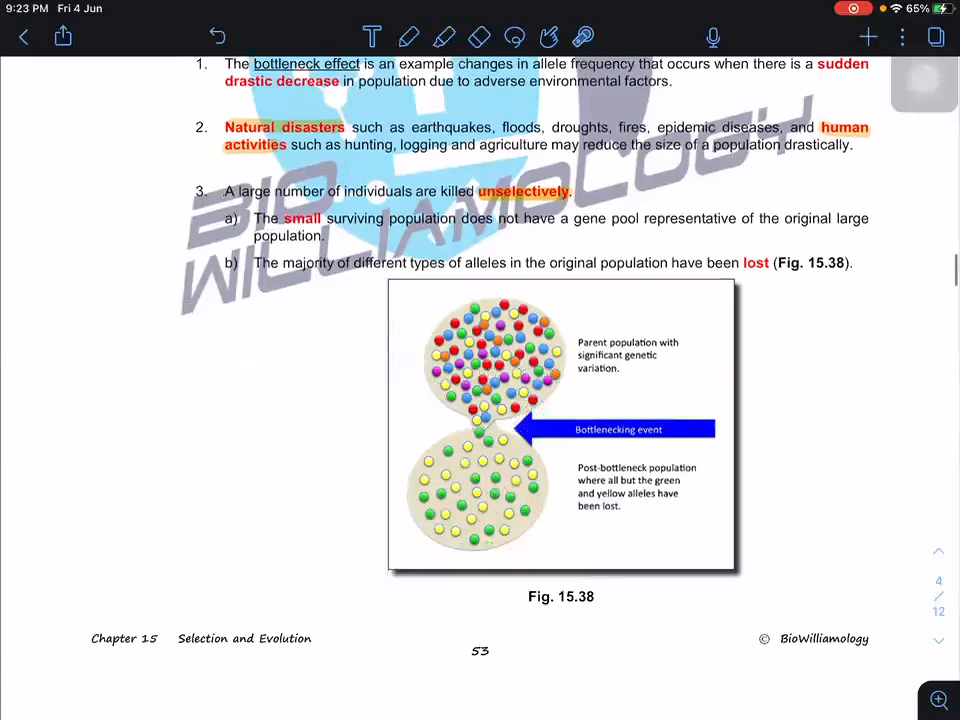 9:23 PM Fri 4 Jun
65%
1. The bottleneck effect is an example changes in allele frequency that occurs when there is a sudden
drastic decrease in population due to adverse environmental factors.
2. Natural disasters such as earthquakes, floods, droughts, fires, epidemic diseases, and human
activities such as hunting, logging and agriculture may reduce the size of a population drastically.
3. A large number of individuals are killed unselectively.
a) The small surviving population does not have a gene pool representative of the original large
population.
b) The majority of different types of alleles in the original population have been lost (Fig. 15.38).
BIO
WILLIAMOLOGY
Parent population with
significant genetic
variation.
Bottlenecking event
Post-bottleneck population
where all but the green
and yellow alleles have
been lost.
Fig. 15.38
4
/
12
Chapter 15 Selection and Evolution
© BioWilliamology
53